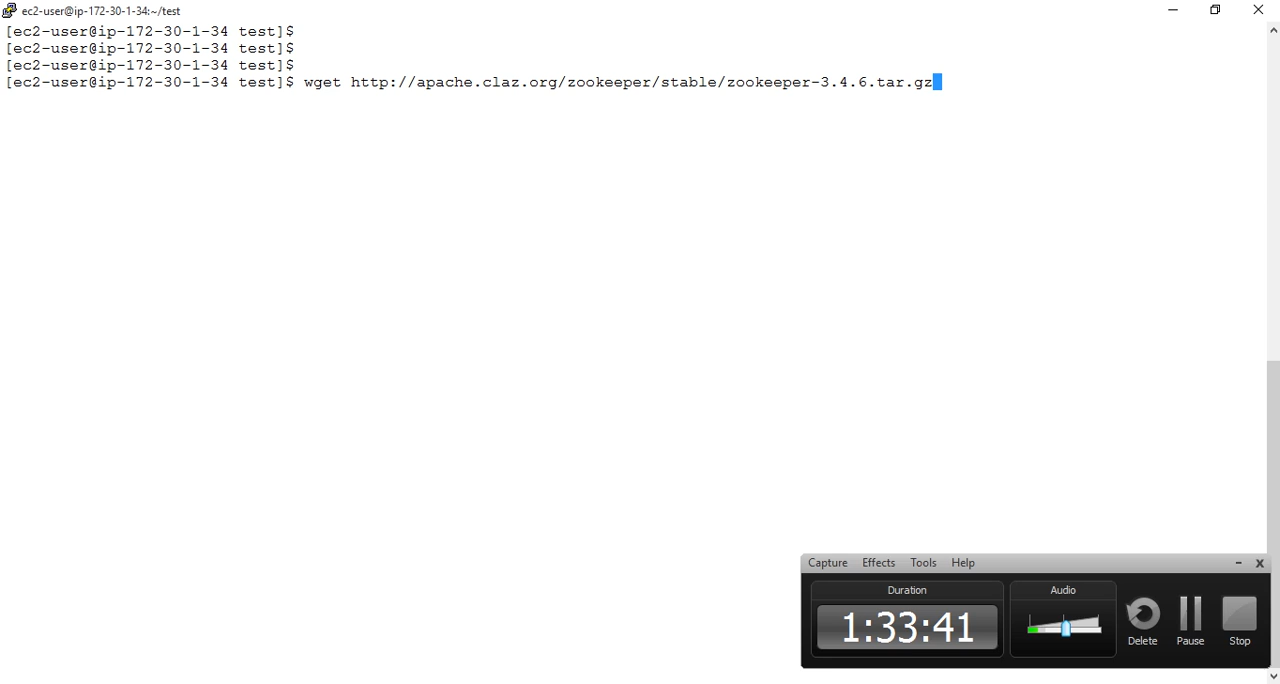 ec2-user@ip-172-30-1-34:~/test
[ec2-user@ip-172-30-1-34 test]$
[ec2-user@ip-172-30-1-34 test]$
[ec2-user@ip-172-30-1-34 test]$
[ec2-user@ip-172-30-1-34 test]$ wget http://apache.claz.org/zookeeper/stable/zookeeper-3.4.6.tar.gz
Capture Effects Tools Help
Duration Audio
1:33:41
Delete Pause Stop